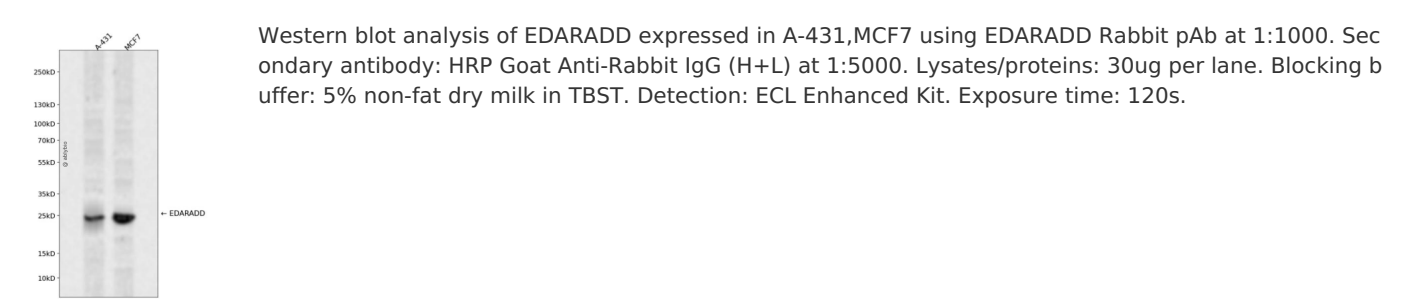 A-431 MCF7
250kD
130kD
100kD
70kD
55kD
35kD
25kD
15kD
10kD
@ ablybio
← EDARADD
Western blot analysis of EDARADD expressed in A-431,MCF7 using EDARADD Rabbit pAb at 1:1000. Sec
ondary antibody: HRP Goat Anti-Rabbit IgG (H+L) at 1:5000. Lysates/proteins: 30ug per lane. Blocking b
uffer: 5% non-fat dry milk in TBST. Detection: ECL Enhanced Kit. Exposure time: 120s.